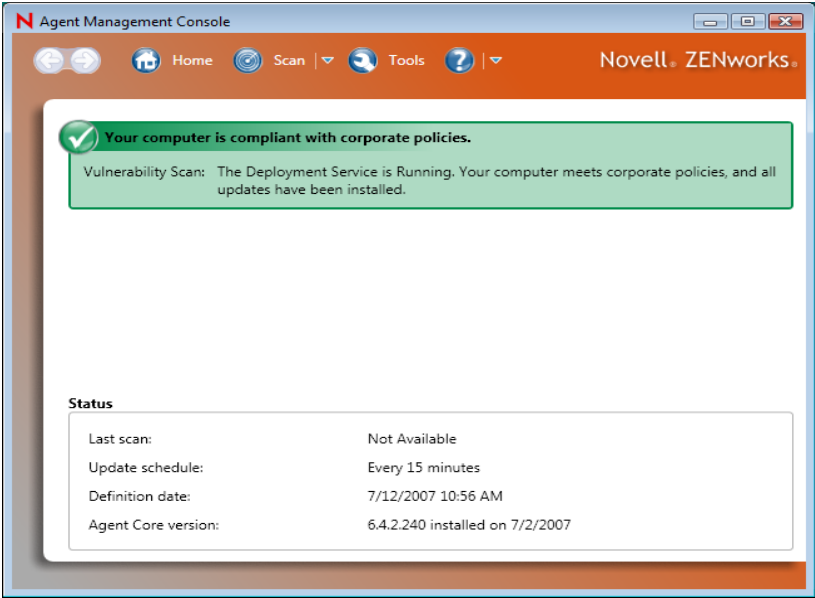 Agent Management Console
Home Scan Tools ? Novell® ZENworks®
Your computer is compliant with corporate policies.
Vulnerability Scan: The Deployment Service is Running. Your computer meets corporate policies, and all
updates have been installed.
Status
Last scan: Not Available
Update schedule: Every 15 minutes
Definition date: 7/12/2007 10:56 AM
Agent Core version: 6.4.2.240 installed on 7/2/2007